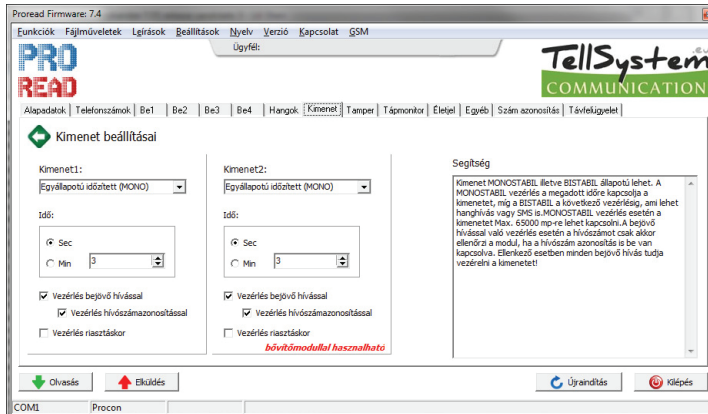 Proread Firmware: 7.4
Funkciók Fájlműveletek Lgírások Beállítások Nyelv Verzió Kapcsolat GSM
Ügyfél:
PRO
READ
TellSystem.eu
COMMUNICATION
Alapadatok Telefonszámok Be1 Be2 Be3 Be4 Hangok Kimenet Tamper Tápmonitor Életjel Egyéb Szám azonosítás Távfelügyelet
Kimenet beállításai
Kimenet1:
Egyállapotú időzített (MONO)
Idő:
Sec
Min
3
Vezérlés bejövő hívással
Vezérlés hívószámazonosítással
Vezérlés riasztáskor
Kimenet2:
Egyállapotú időzített (MONO)
Idő:
Sec
Min
3
Vezérlés bejövő hívással
Vezérlés hívószámazonosítással
Vezérlés riasztáskor
bővítőmodullal használható
Segítség
Kimenet MONOSTABIL illetve BISTABIL állapotú lehet. A
MONOSTABIL vezérlés a megadott időre kapcsolja a
kimenetet, míg a BISTABIL a következő vezérlésig, ami lehet
hanghívás vagy SMS is.MONOSTABIL vezérlés esetén a
kimenetet Max. 65000 mp-re lehet kapcsolni.A bejövő
hívással való vezérlés esetén a hívószámot csak akkor
ellenőrzi a modul, ha a hívószám azonosítás is be van
kapcsolva. Ellenkező esetben minden bejövő hívás tudja
vezérelni a kimenetet!
Olvasás
Elküldés
Újraindítás
Kilépés
COM1 Procon